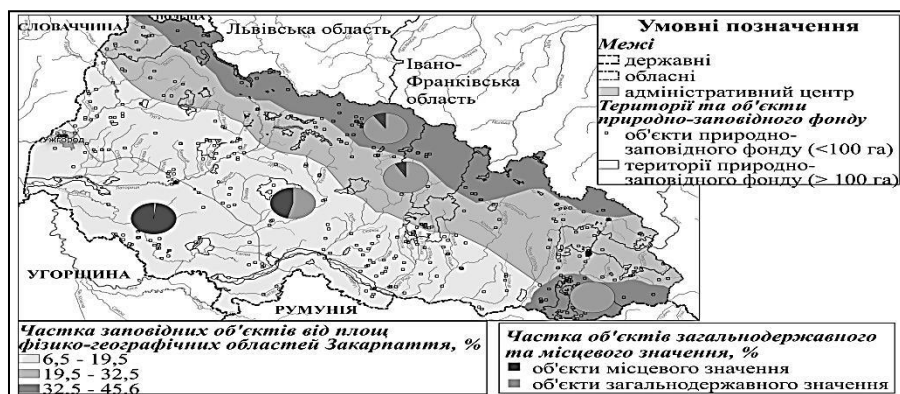 СЛОВАЧЧИНА
ПОЛЬЩА
Львівська область
Івано-
Франківська
область
Ужгород
УГОРЩИНА
РУМУНІЯ
Умовні позначення
Межі
державні
обласні
адміністративний центр
Території та об'єкти
природно-заповідного фонду
об'єкти природно-
заповідного фонду (<100 га)
території природно-
заповідного фонду (> 100 га)
Частка заповідних об'єктів від площ
фізико-географічних областей Закарпаття, %
6,5 - 19,5
19,5 - 32,5
32,5 - 45,6
Частка об'єктів загальнодержавного
та місцевого значення, %
об'єкти місцевого значення
об'єкти загальнодержавного значення